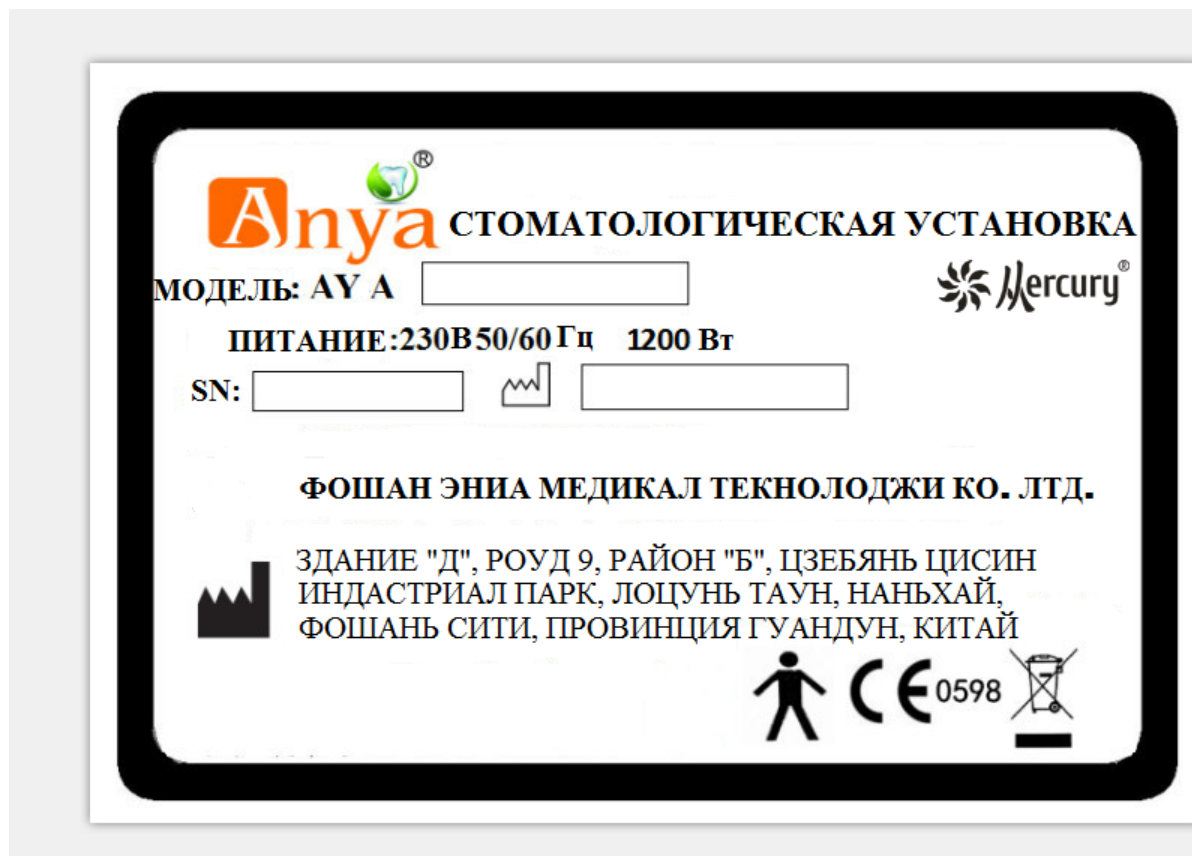 Anya® СТОМАТОЛОГИЧЕСКАЯ УСТАНОВКА
МОДЕЛЬ: AY A
Mercury®
ПИТАНИЕ:230В 50/60 Гц 1200 Вт
SN:
ФОШАН ЭНИА МЕДИКАЛ ТЕКНОЛОДЖИ КО. ЛТД.
ЗДАНИЕ "Д", РОУД 9, РАЙОН "Б", ЦЗЕБЯНЬ ЦИСИН
ИНДАСТРИАЛ ПАРК, ЛОЦУНЬ ТАУН, НАНЬХАЙ,
ФОШАНЬ СИТИ, ПРОВИНЦИЯ ГУАНДУН, КИТАЙ
CE 0598